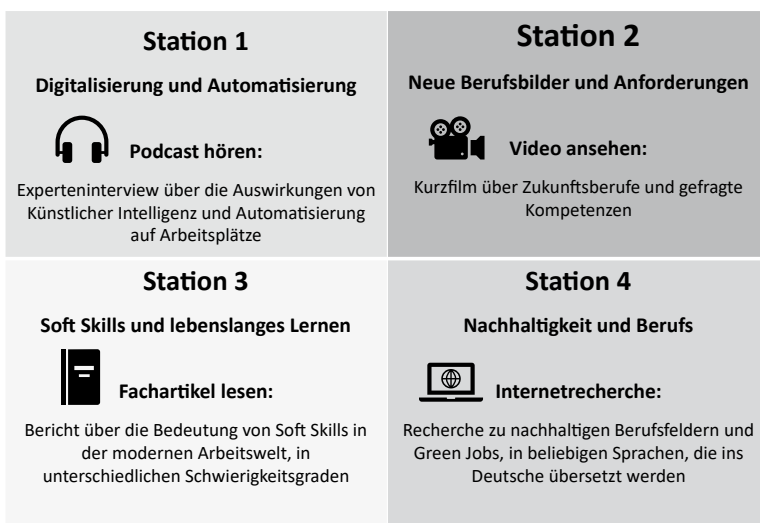 Station 1
Digitalisierung und Automatisierung
Podcast hören:
Experteninterview über die Auswirkungen von
Künstlicher Intelligenz und Automatisierung
auf Arbeitsplätze
Station 2
Neue Berufsbilder und Anforderungen
Video ansehen:
Kurzfilm über Zukunftsberufe und gefragte
Kompetenzen
Station 3
Soft Skills und lebenslanges Lernen
Fachartikel lesen:
Bericht über die Bedeutung von Soft Skills in
der modernen Arbeitswelt, in
unterschiedlichen Schwierigkeitsgraden
Station 4
Nachhaltigkeit und Berufs
Internetrecherche:
Recherche zu nachhaltigen Berufsfeldern und
Green Jobs, in beliebigen Sprachen, die ins
Deutsche übersetzt werden